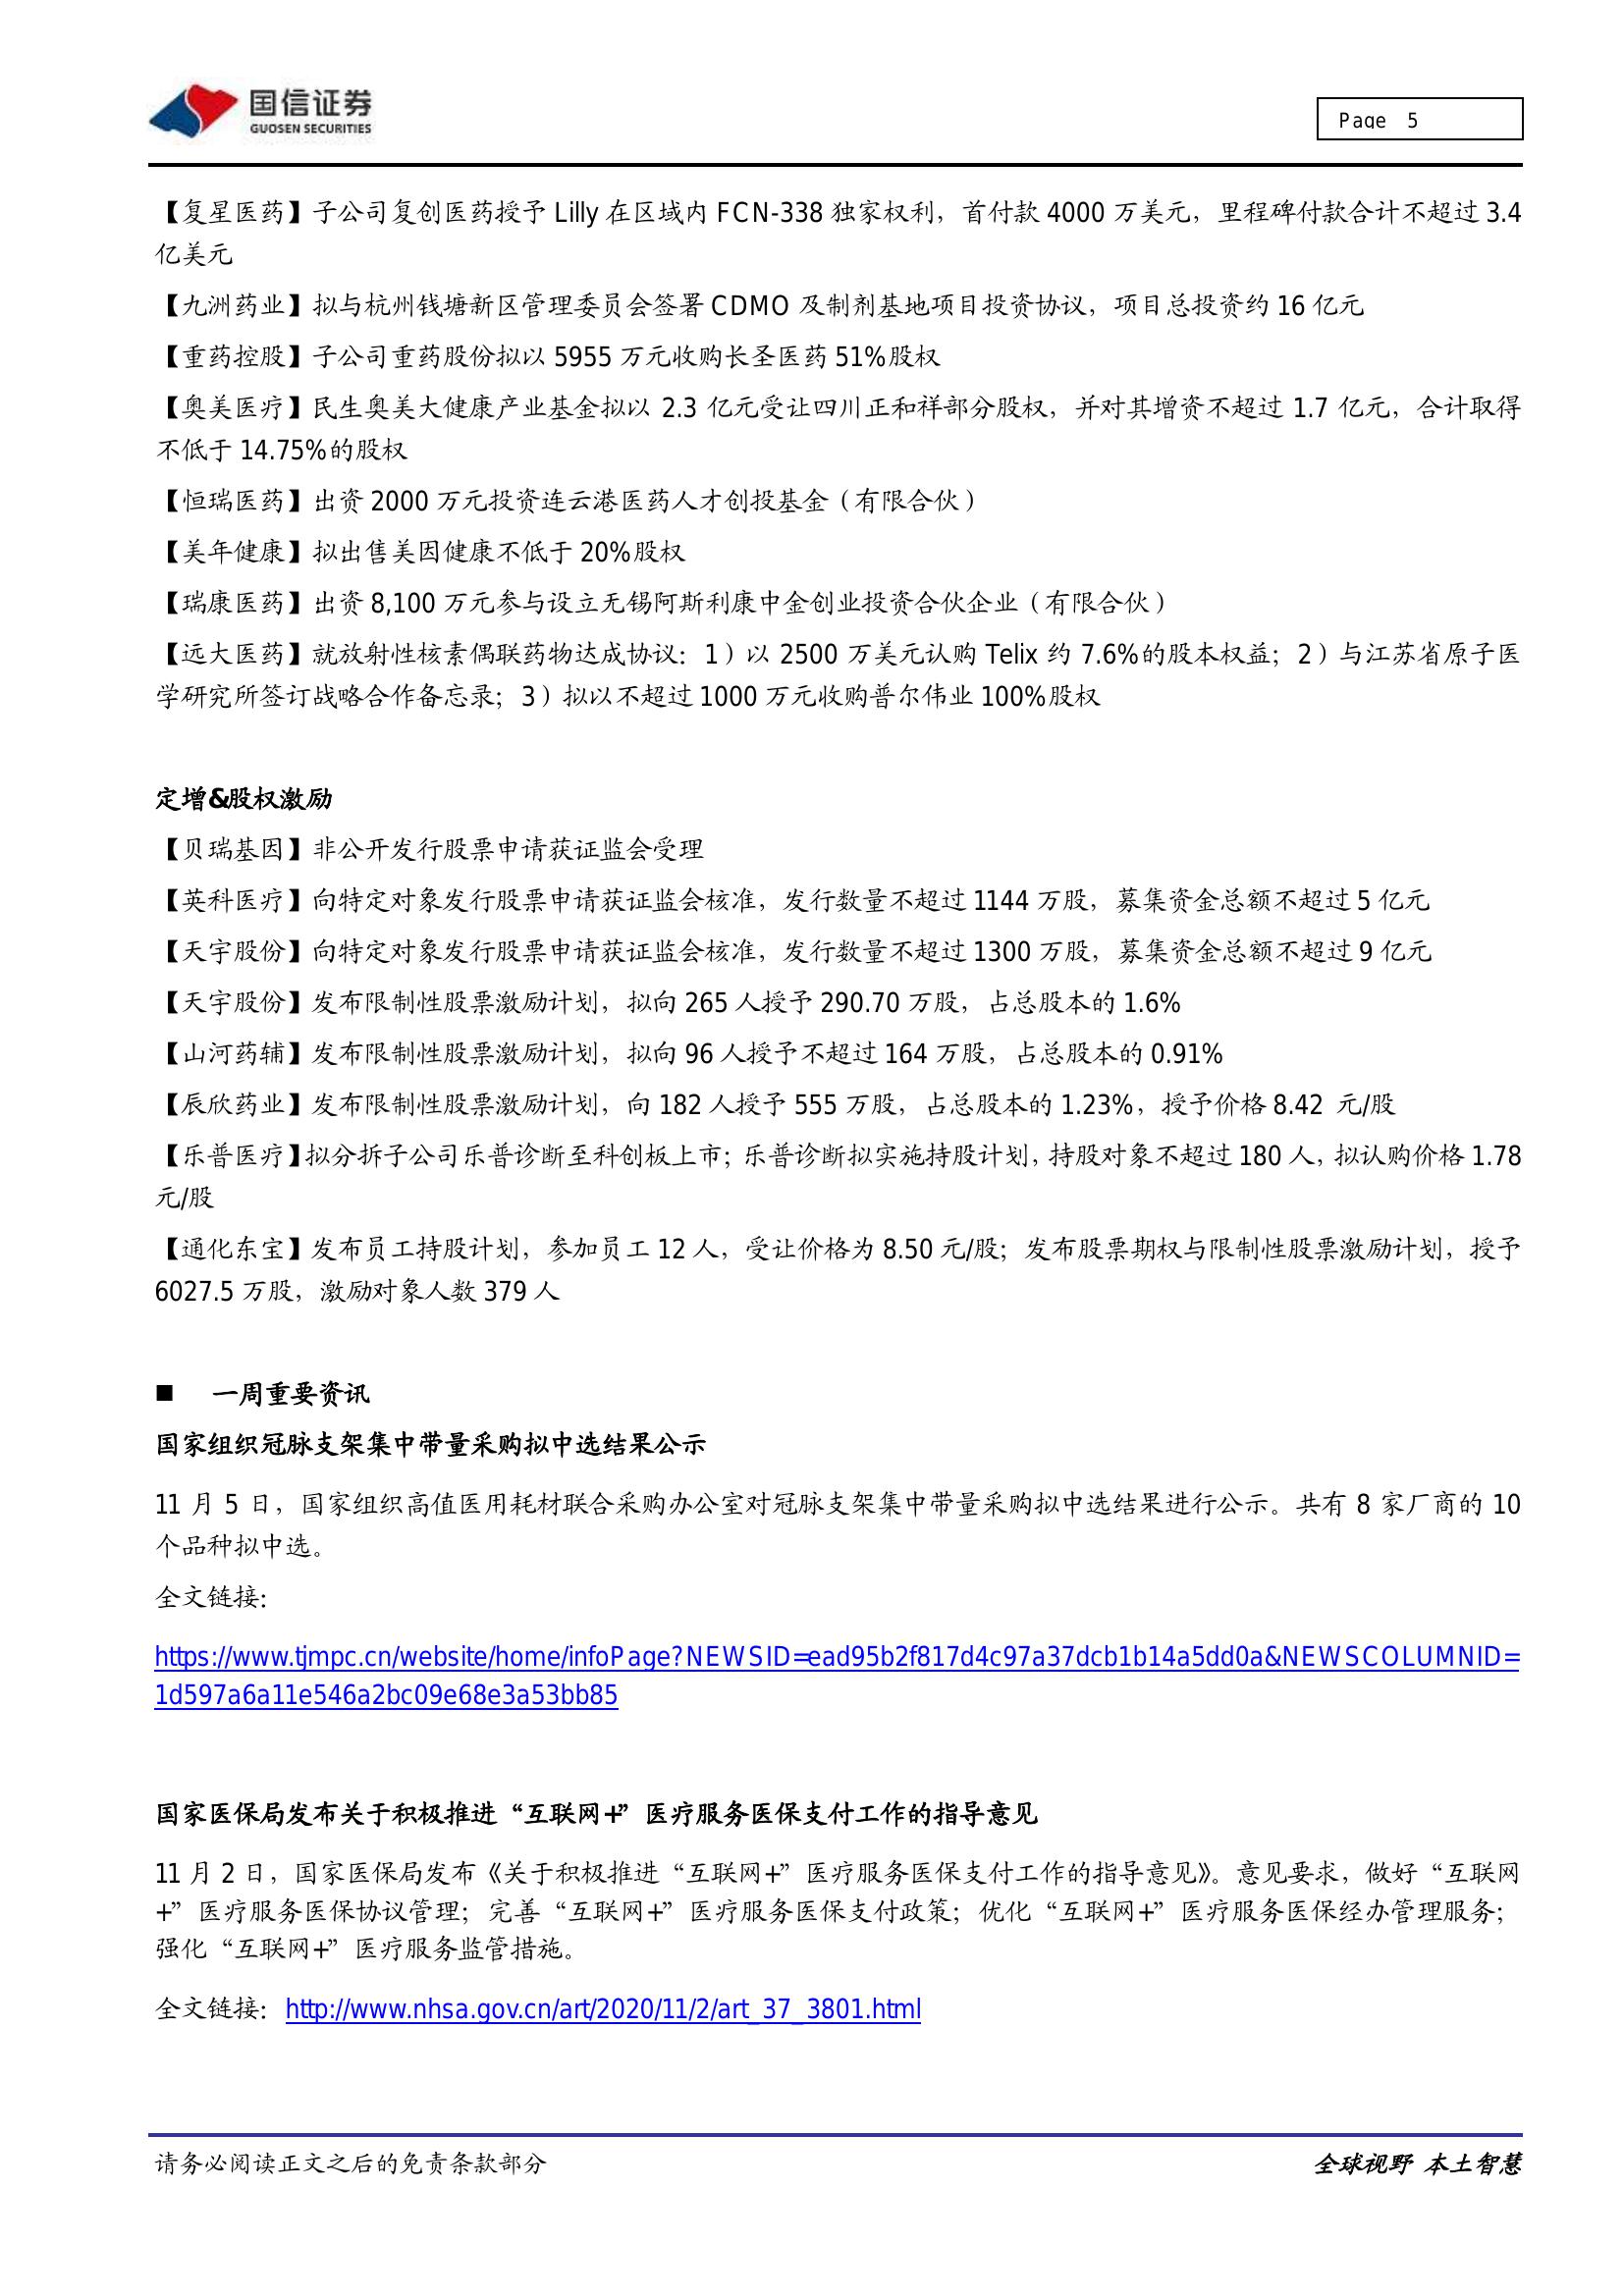 国信证券
GUOSEN SECURITIES
Page 5
【复星医药】子公司复创医药授予 Lilly 在区域内 FCN-338 独家权利，首付款 4000 万美元，里程碑付款合计不超过 3.4
亿美元
【九洲药业】拟与杭州钱塘新区管理委员会签署 CDMO 及制剂基地项目投资协议，项目总投资约 16 亿元
【重药控股】子公司重药股份拟以 5955 万元收购长圣医药 51%股权
【奥美医疗】民生奥美大健康产业基金拟以 2.3 亿元受让四川正和祥部分股权，并对其增资不超过 1.7 亿元，合计取得
不低于 14.75%的股权
【恒瑞医药】出资 2000 万元投资连云港医药人才创投基金（有限合伙）
【美年健康】拟出售美因健康不低于 20%股权
【瑞康医药】出资 8,100 万元参与设立无锡阿斯利康中金创业投资合伙企业（有限合伙）
【远大医药】就放射性核素偶联药物达成协议：1）以 2500 万美元认购 Telix 约 7.6%的股本权益；2）与江苏省原子医
学研究所签订战略合作备忘录；3）拟以不超过 1000 万元收购普尔伟业 100%股权
定增&股权激励
【贝瑞基因】非公开发行股票申请获证监会受理
【英科医疗】向特定对象发行股票申请获证监会核准，发行数量不超过 1144 万股，募集资金总额不超过 5 亿元
【天宇股份】向特定对象发行股票申请获证监会核准，发行数量不超过 1300 万股，募集资金总额不超过 9 亿元
【天宇股份】发布限制性股票激励计划，拟向 265 人授予 290.70 万股，占总股本的 1.6%
【山河药辅】发布限制性股票激励计划，拟向 96 人授予不超过 164 万股，占总股本的 0.91%
【辰欣药业】发布限制性股票激励计划，向 182 人授予 555 万股，占总股本的 1.23%，授予价格 8.42 元/股
【乐普医疗】拟分拆子公司乐普诊断至科创板上市；乐普诊断拟实施持股计划，持股对象不超过 180 人，拟认购价格 1.78
元/股
【通化东宝】发布员工持股计划，参加员工 12 人，受让价格为 8.50 元/股；发布股票期权与限制性股票激励计划，授予
6027.5 万股，激励对象人数 379 人
■ 一周重要资讯
国家组织冠脉支架集中带量采购拟中选结果公示
11 月 5 日，国家组织高值医用耗材联合采购办公室对冠脉支架集中带量采购拟中选结果进行公示。共有 8 家厂商的 10
个品种拟中选。
全文链接：
https://www.tjmpc.cn/website/home/infoPage?NEWSID=ead95b2f817d4c97a37dcb1b14a5dd0a&NEWSCOLUMNID=
1d597a6a11e546a2bc09e68e3a53bb85
国家医保局发布关于积极推进“互联网+”医疗服务医保支付工作的指导意见
11 月 2 日，国家医保局发布《关于积极推进“互联网+”医疗服务医保支付工作的指导意见》。意见要求，做好“互联网
+”医疗服务医保协议管理；完善“互联网+”医疗服务医保支付政策；优化“互联网+”医疗服务医保经办管理服务；
强化“互联网+”医疗服务监管措施。
全文链接：http://www.nhsa.gov.cn/art/2020/11/2/art_37_3801.html
请务必阅读正文之后的免责条款部分
全球视野 本土智慧